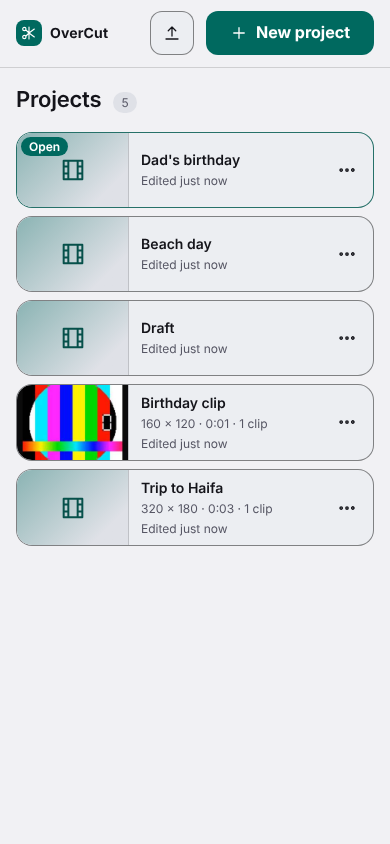 OverCut
New project
Projects 5
Open
Dad's birthday
Edited just now
Beach day
Edited just now
Draft
Edited just now
Birthday clip
160 × 120 · 0:01 · 1 clip
Edited just now
Trip to Haifa
320 × 180 · 0:03 · 1 clip
Edited just now